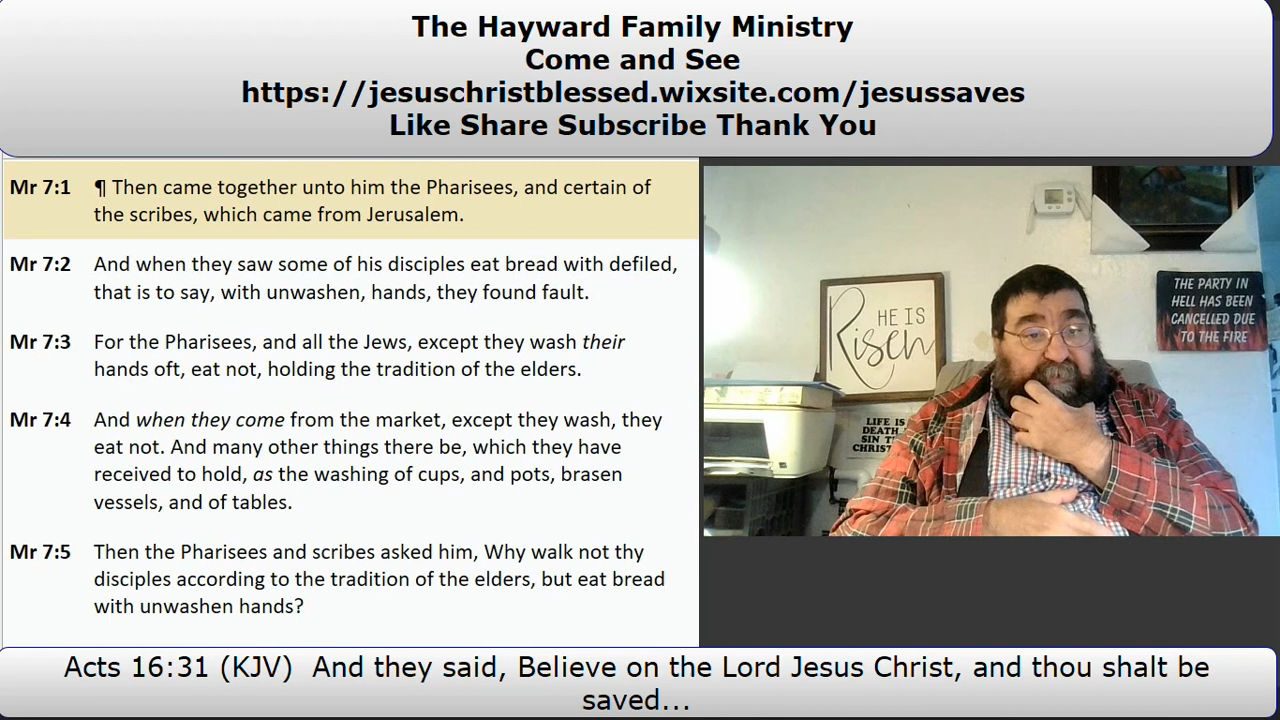 The Hayward Family Ministry
Come and See
https://jesuschristblessed.wixsite.com/jesussaves
Like Share Subscribe Thank You
Mr 7:1 ¶ Then came together unto him the Pharisees, and certain of
the scribes, which came from Jerusalem.
Mr 7:2 And when they saw some of his disciples eat bread with defiled,
that is to say, with unwashen, hands, they found fault.
Mr 7:3 For the Pharisees, and all the Jews, except they wash their
hands oft, eat not, holding the tradition of the elders.
Mr 7:4 And when they come from the market, except they wash, they
eat not. And many other things there be, which they have
received to hold, as the washing of cups, and pots, brasen
vessels, and of tables.
Mr 7:5 Then the Pharisees and scribes asked him, Why walk not thy
disciples according to the tradition of the elders, but eat bread
with unwashen hands?
HE IS
Risen
THE PARTY IN
HELL HAS BEEN
CANCELLED DUE
TO THE FIRE
LIFE IS
DEATH
SIN
CHRIST
Acts 16:31 (KJV) And they said, Believe on the Lord Jesus Christ, and thou shalt be
saved...